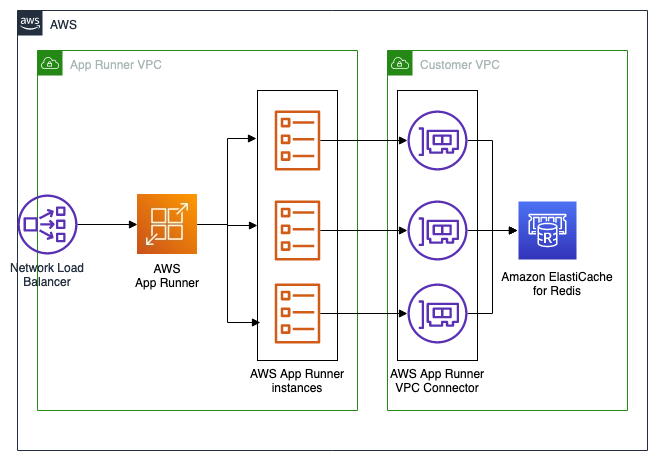 aws
AWS
App Runner VPC
Customer VPC
Network Load
Balancer
AWS
App Runner
AWS App Runner
instances
AWS App Runner
VPC Connector
R
Amazon ElastiCache
for Redis